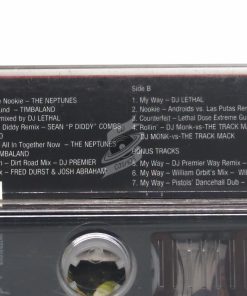 e Nookie – THE NEPTUNES
und – TIMBALAND
mixed by DJ LETHAL
Diddy Remix – SEAN "P DIDDY" COMBS
All In Together Now – THE NEPTUNES
IMBALAND
n – Dirt Road Mix – DJ PREMIER
x – FRED DURST & JOSH ABRAHAM
Side B
1. My Way – DJ LETHAL
2. Nookie – Androids vs. Las Putas Re
3. Counterfeit – Lethal Dose Extreme Gu
4. Rollin' – DJ Monk-vs-THE TRACK M
DJ MONK-vs-THE TRACK MACK
BONUS TRACKS
5. My Way – DJ Premier Way Remix –
6. My Way – William Orbit's Mix – W
7. My Way – Pistols' Dancehall Dub –